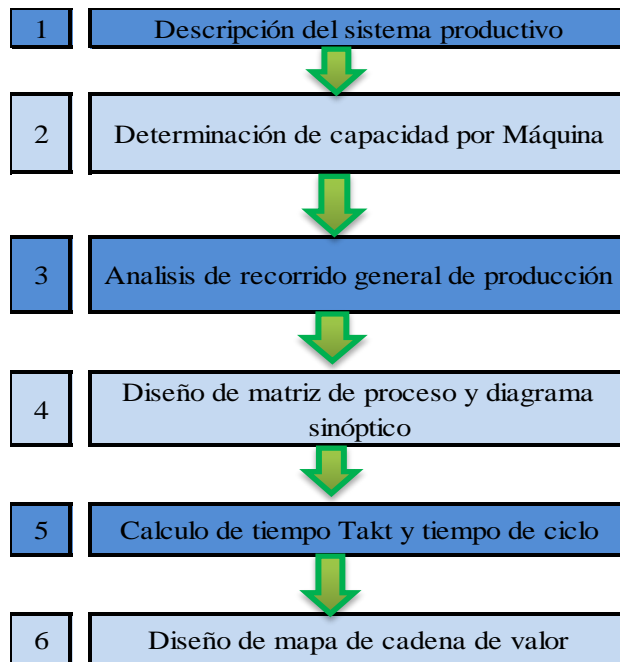 1
Descripción del sistema productivo
2
Determinación de capacidad por Máquina
3
Analisis de recorrido general de producción
4
Diseño de matriz de proceso y diagrama
sinóptico
5
Calculo de tiempo Takt y tiempo de ciclo
6
Diseño de mapa de cadena de valor